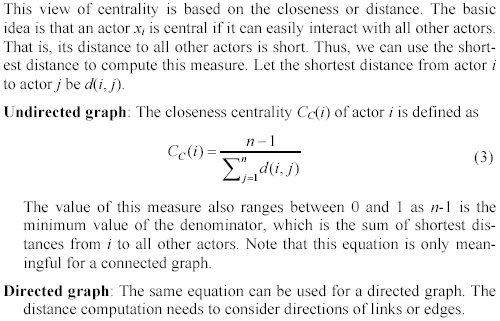 This view of centrality is based on the closeness or distance. The basic
idea is that an actor xᵢ is central if it can easily interact with all other actors.
That is, its distance to all other actors is short. Thus, we can use the short-
est distance to compute this measure. Let the shortest distance from actor i
to actor j be d(i, j).
Undirected graph: The closeness centrality C_C(i) of actor i is defined as
C_C(i) = \frac{n-1}{\sum_{j=1}^{n} d(i, j)} (3)
The value of this measure also ranges between 0 and 1 as n-1 is the
minimum value of the denominator, which is the sum of shortest dis-
tances from i to all other actors. Note that this equation is only mean-
ingful for a connected graph.
Directed graph: The same equation can be used for a directed graph. The
distance computation needs to consider directions of links or edges.